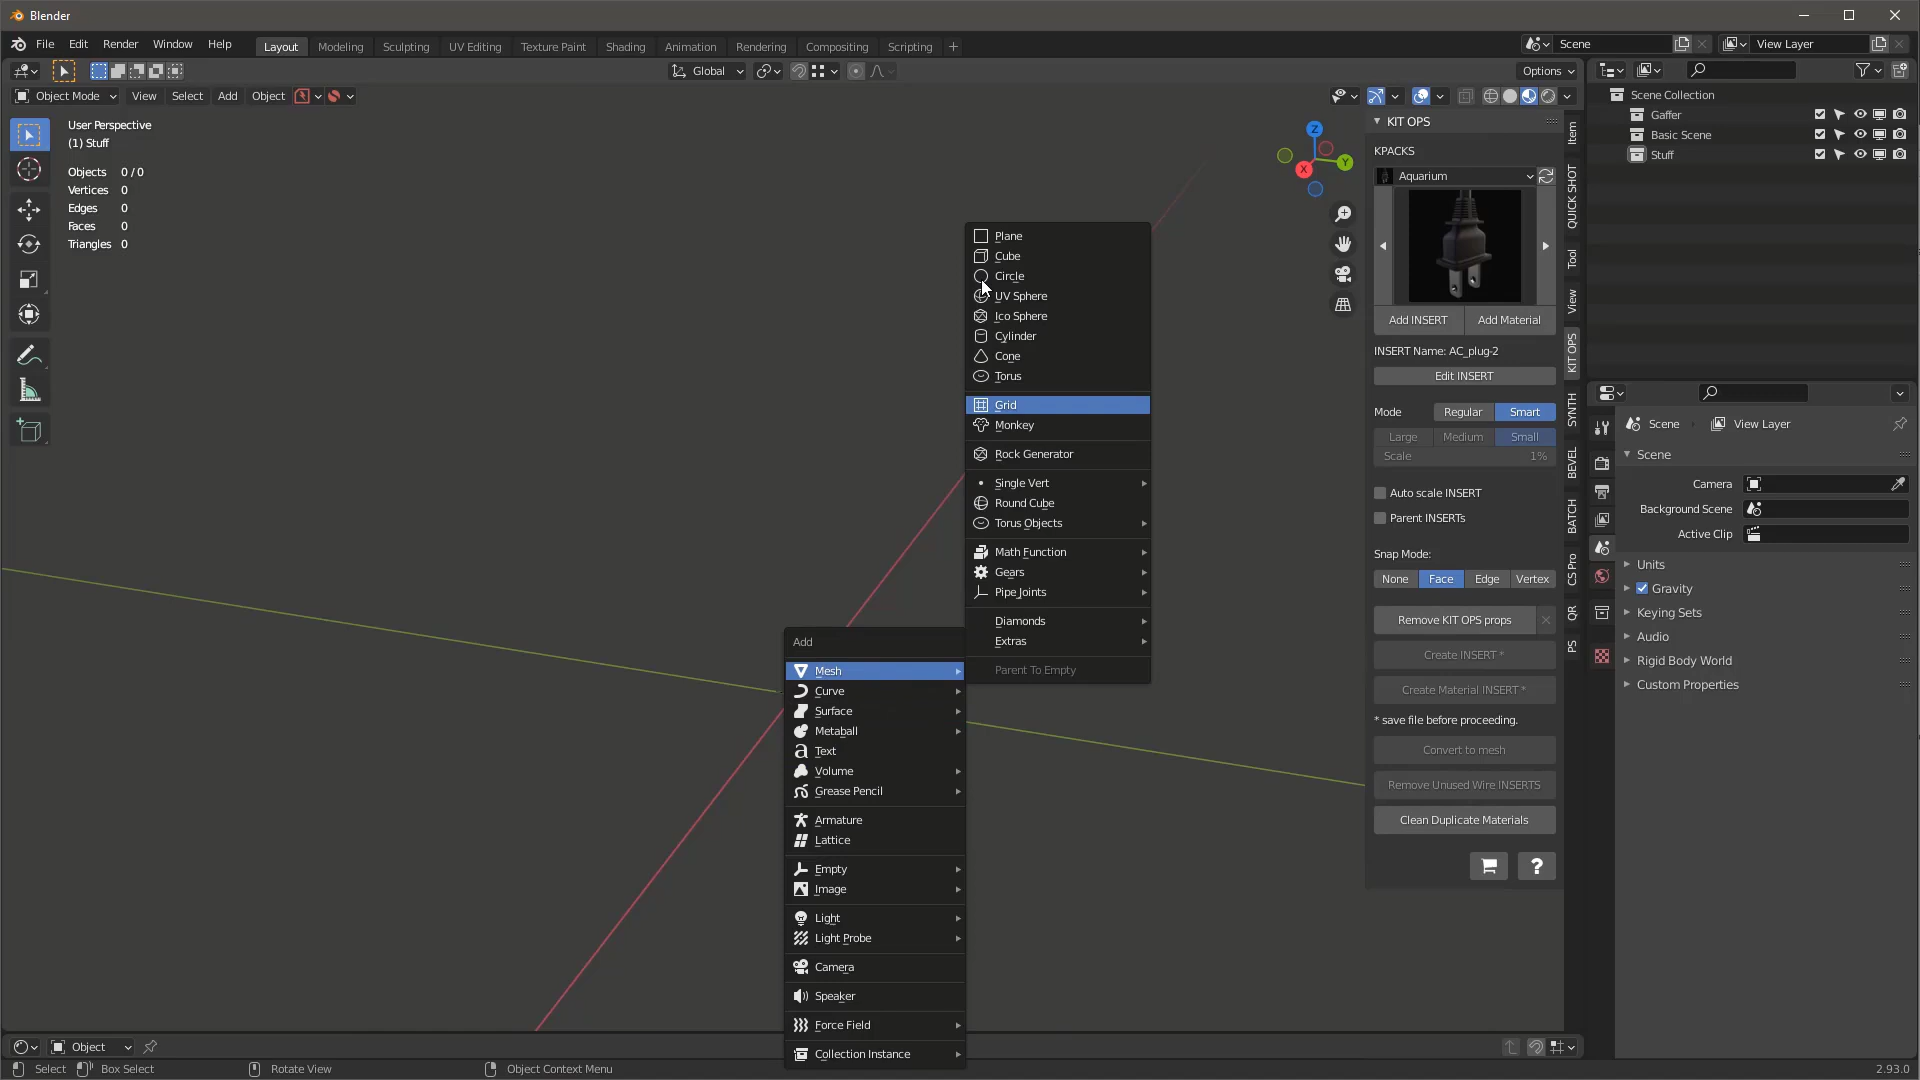 Blender
File Edit Render Window Help Layout Modeling Sculpting UV Editing Texture Paint Shading Animation Rendering Compositing Scripting + Scene View Layer
Global Options
Object Mode View Select Add Object
User Perspective
(1) Stuff
Objects 0 / 0
Vertices 0
Edges 0
Faces 0
Triangles 0
Z
Y
X
Plane
Cube
Circle
UV Sphere
Ico Sphere
Cylinder
Cone
Torus
Grid
Monkey
Rock Generator
Single Vert
Round Cube
Torus Objects
Math Function
Gears
Pipe Joints
Diamonds
Extras
Parent To Empty
Add
Mesh
Curve
Surface
Metaball
Text
Volume
Grease Pencil
Armature
Lattice
Empty
Image
Light
Light Probe
Camera
Speaker
Force Field
Collection Instance
KIT OPS
KPACKS
Aquarium
Add INSERT Add Material
INSERT Name: AC_plug-2
Edit INSERT
Mode Regular Smart
Large Medium Small
Scale 1%
Auto scale INSERT
Parent INSERTs
Snap Mode:
None Face Edge Vertex
Remove KIT OPS props
Create INSERT *
Create Material INSERT *
* save file before proceeding.
Convert to mesh
Remove Unused Wire INSERTS
Clean Duplicate Materials
?
Item
QUICK SHOT
Tool
View
KIT OPS
SYNTH
BEVEL
BATCH
CS Pro
QR
PS
Scene Collection
Gaffer
Basic Scene
Stuff
Scene View Layer
Scene
Camera
Background Scene
Active Clip
Units
Gravity
Keying Sets
Audio
Rigid Body World
Custom Properties
Object
Select Box Select Rotate View Object Context Menu 2.93.0